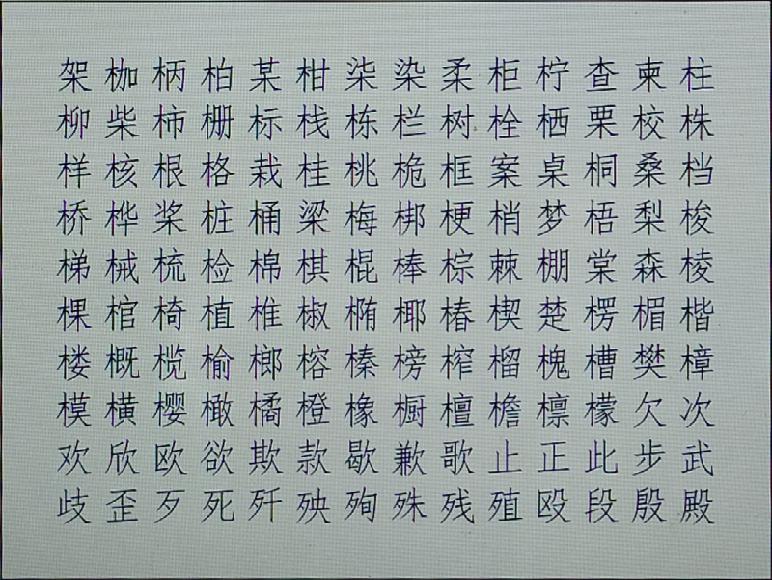 架枷柄柏某柑柒染柔柜柠查柬柱
柳柴柿栅标栈栋栏树栓栖栗校株
样核根格栽桂桃桅框案桌桐桑档
桥桦桨桩桶梁梅梆梗梢梦梧梨梭
梯械梳检棉棋棍棒棕棘棚棠森棱
棵棺椅植椎椒椭椰椿楔楚楞楣楷
楼概榄榆榔榕榛榜榨榴槐槽樊樟
模横樱橄橘橙橡橱檀檐檩檬欠次
欢欣欧欲欺款歇歉歌止正此步武
歧歪歹死歼殃殉殊残殖殴段殷殿